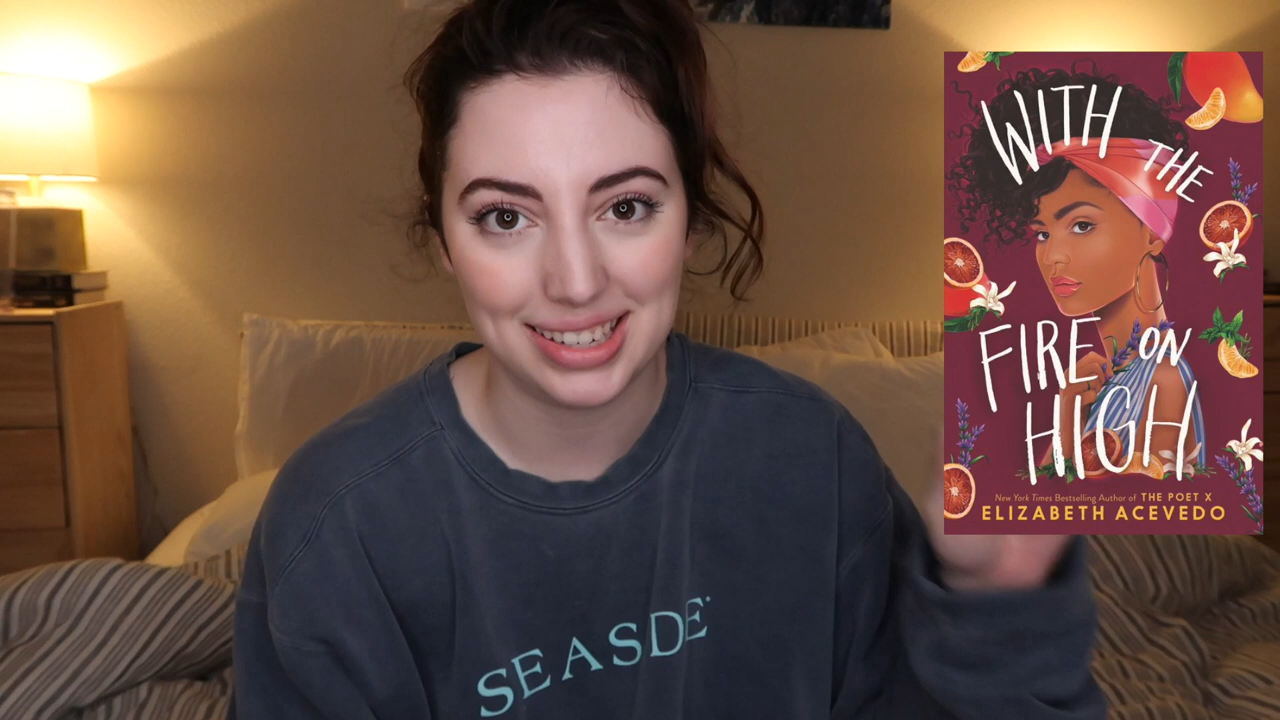 WITH THE
FIRE ON
HIGH
New York Times Bestselling Author of THE POET X
ELIZABETH ACEVEDO
SEASDE